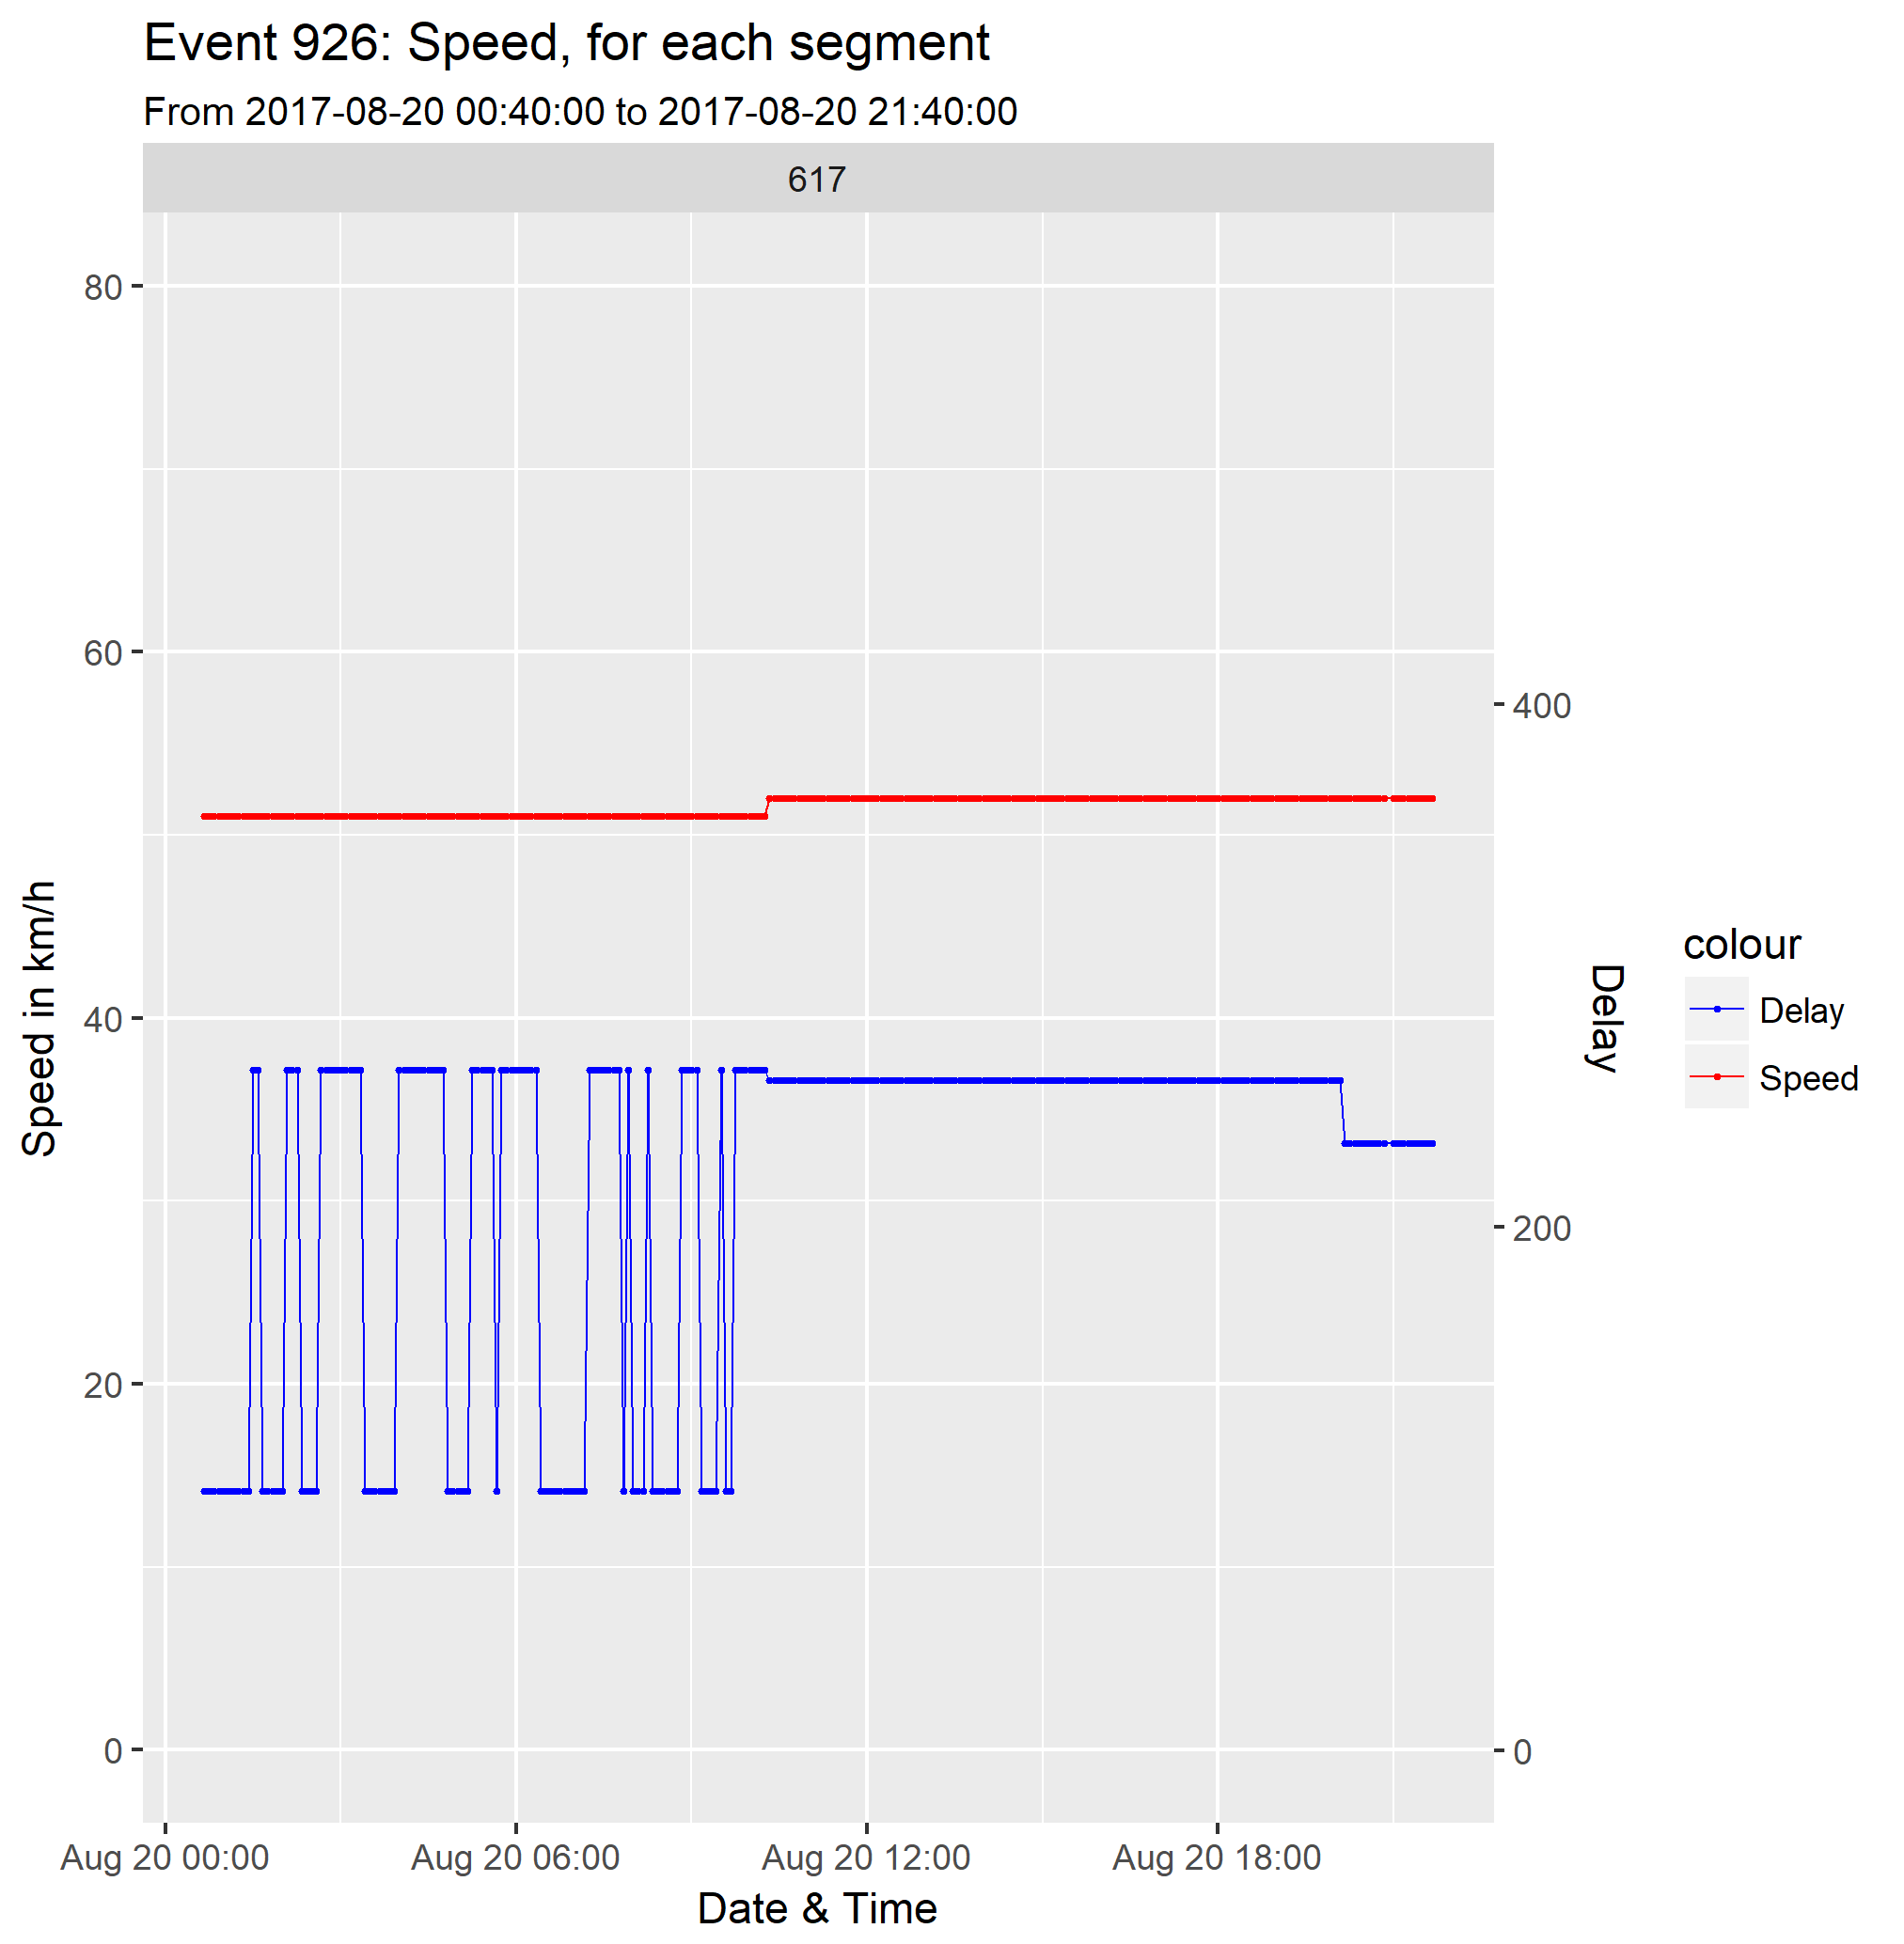 Event 926: Speed, for each segment
From 2017-08-20 00:40:00 to 2017-08-20 21:40:00
617
80
60
40
20
0
Speed in km/h
400
200
0
Delay
colour
Delay
Speed
Aug 20 00:00
Aug 20 06:00
Aug 20 12:00
Aug 20 18:00
Date & Time